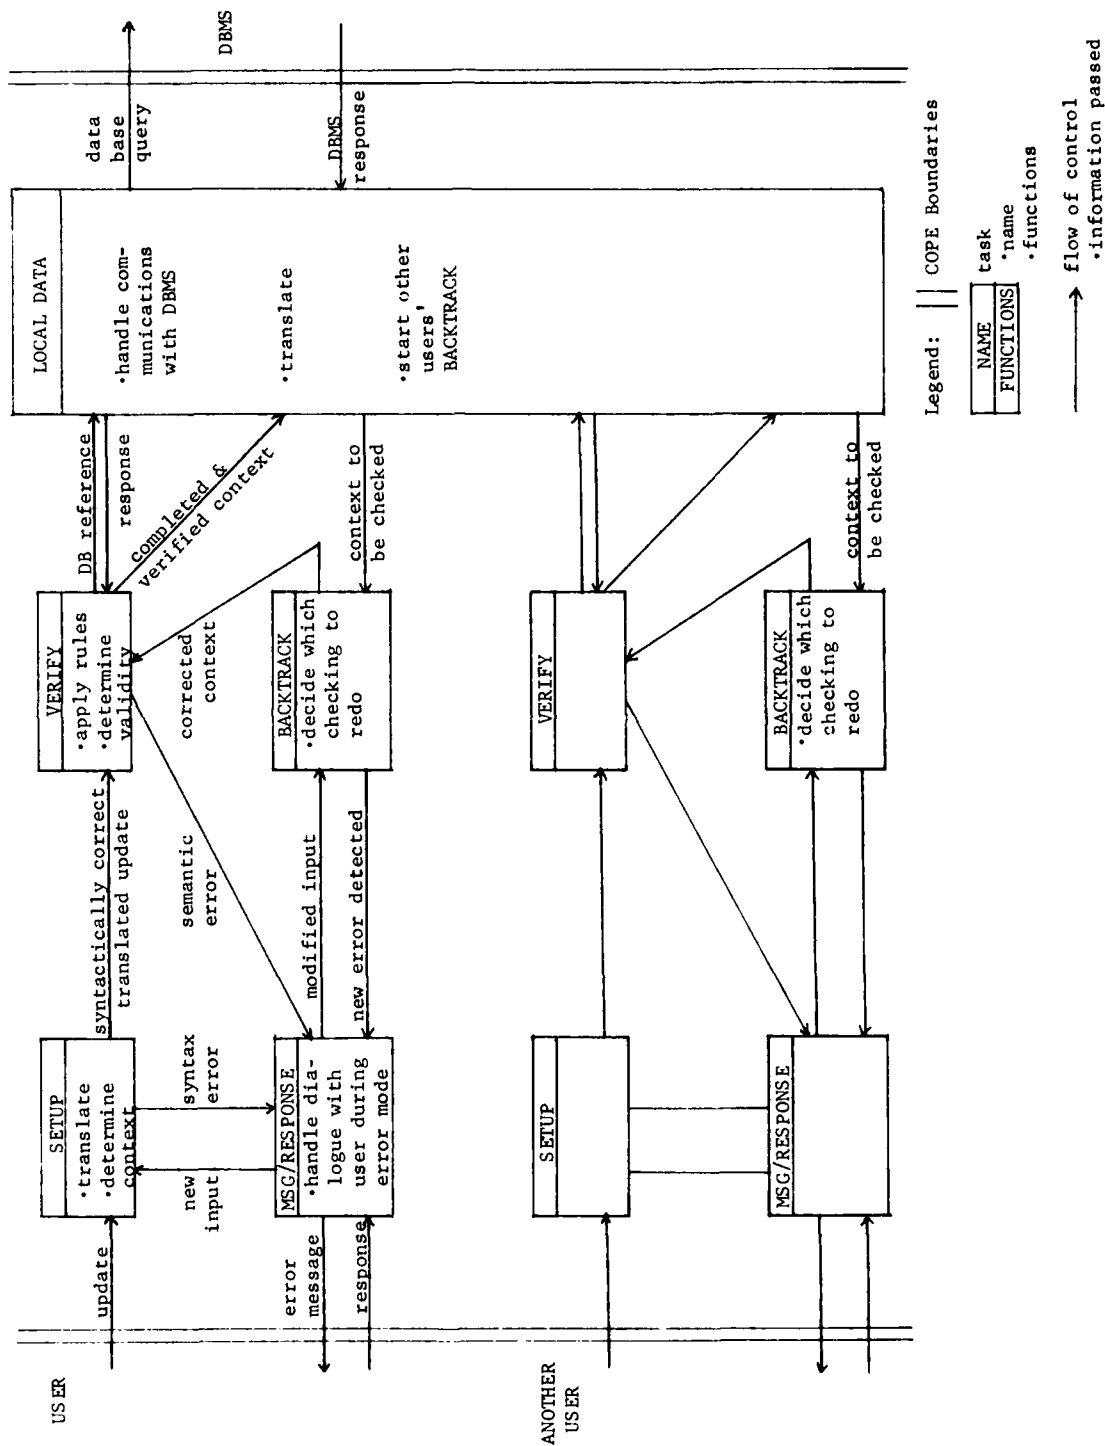 USER
update
error
message
response
SETUP
•translate
•determine
context
new
input
syntax
error
MSG/RESPONSE
•handle dia-
logue with
user during
error mode
syntactically correct
translated update
semantic
error
modified input
new error detected
VERIFY
•apply rules
•determine
validity
corrected
context
BACKTRACK
•decide which
checking to
redo
DB reference
response
completed &
verified context
context to
be checked
LOCAL DATA
•handle com-
munications
with DBMS
•translate
•start other
users'
BACKTRACK
data
base
query
DBMS
response
DBMS
ANOTHER
USER
SETUP
MSG/RESPONSE
VERIFY
BACKTRACK
•decide which
checking to
redo
context to
be checked
Legend:
COPE Boundaries
NAME
FUNCTIONS
task
•name
•functions
flow of control
•information passed